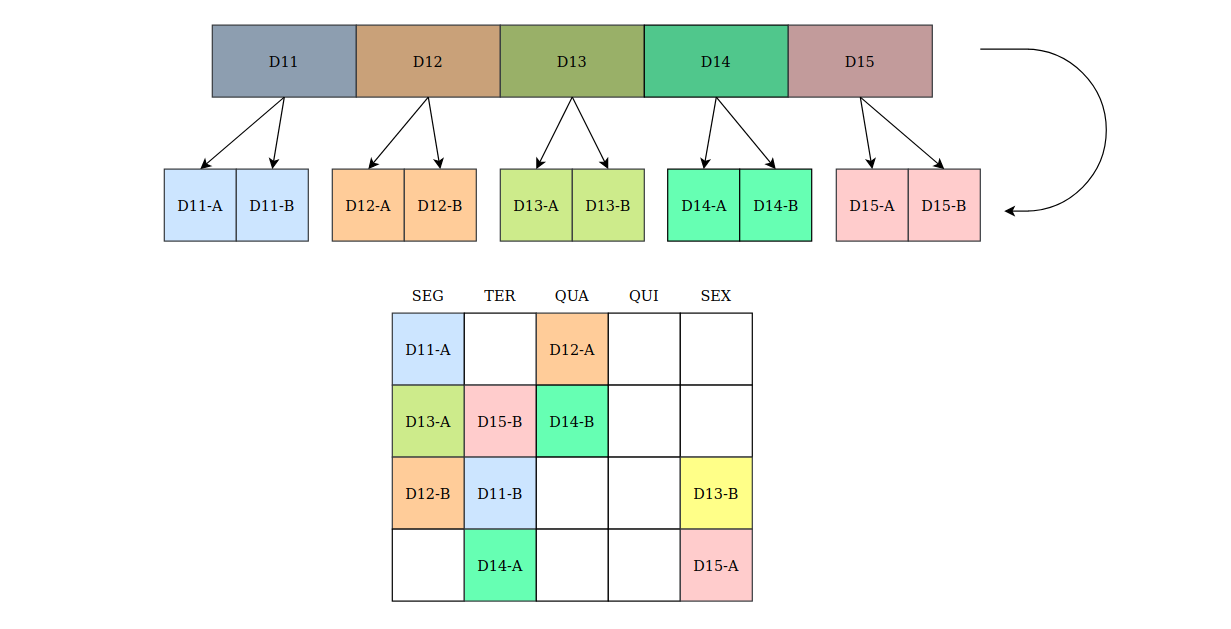 D11 D12 D13 D14 D15
D11-A D11-B D12-A D12-B D13-A D13-B D14-A D14-B D15-A D15-B
SEG TER QUA QUI SEX
D11-A D12-A
D13-A D15-B D14-B
D12-B D11-B D13-B
D14-A D15-A